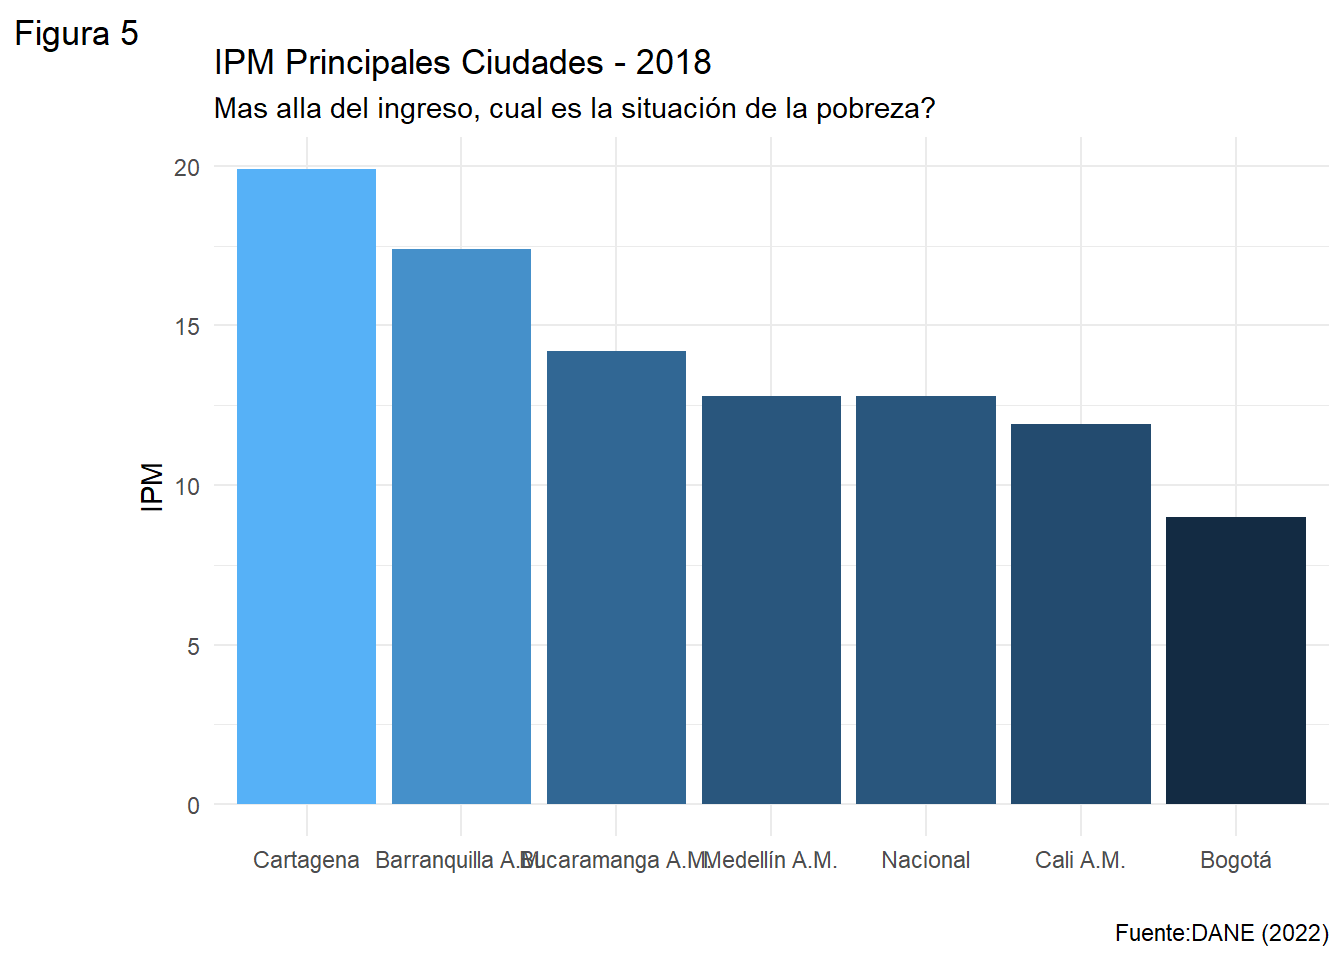 Figura 5
IPM Principales Ciudades - 2018
Mas alla del ingreso, cual es la situación de la pobreza?
20
15
10
5
0
IPM
Cartagena Barranquilla A.M. Bucaramanga A.M. Medellín A.M. Nacional Cali A.M. Bogotá
Fuente:DANE (2022)